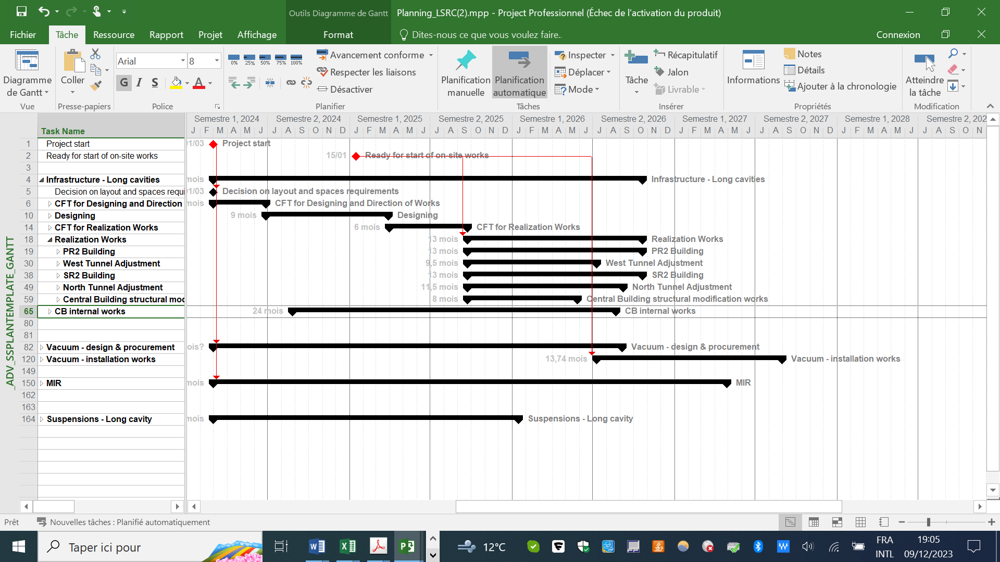 Outils Diagramme de Gantt
Planning_LSRC(2).mpp - Project Professionnel (Échec de l'activation du produit)
Fichier
Tâche
Ressource
Rapport
Projet
Affichage
Format
Dites-nous ce que vous voulez faire..
Connexion
Diagramme
de Gantt
Vue
Coller
Presse-papiers
Arial
8
G I S
A
Police
0% 25% 50% 75% 100%
Avancement conforme
Respecter les liaisons
Désactiver
Planifier
Planification
manuelle
Planification
automatique
Inspecter
Déplacer
Mode
Tâches
Tâche
Récapitulatif
Jalon
Livrable
Insérer
Informations
Notes
Détails
Ajouter à la chronologie
Propriétés
Atteindre
la tâche
Modification
Semestre 1, 2024 Semestre 2, 2024 Semestre 1, 2025 Semestre 2, 2025 Semestre 1, 2026 Semestre 2, 2026 Semestre 1, 2027 Semestre 2, 2027 Semestre 1, 2028 Semestre 2, 202
J F M A M J J A S O N D J F M A M J J A S O N D J F M A M J J A S O N D J F M A M J J A S O N D J F M A M J J A S O N
Task Name
_ADV_SSPLANTEMPLATE_GANTT
1 Project start 01/03 Project start
2 Ready for start of on-site works 15/01 Ready for start of on-site works
3
4 Infrastructure - Long cavities mois Infrastructure - Long cavities
5 Decision on layout and spaces requi 01/03 Decision on layout and spaces requirements
6 CFT for Designing and Direction mois CFT for Designing and Direction of Works
10 Designing 9 mois Designing
14 CFT for Realization Works 6 mois CFT for Realization Works
18 Realization Works 13 mois Realization Works
19 PR2 Building 13 mois PR2 Building
30 West Tunnel Adjustment 9,5 mois West Tunnel Adjustment
38 SR2 Building 13 mois SR2 Building
49 North Tunnel Adjustment 11,5 mois North Tunnel Adjustment
59 Central Building structural mod 8 mois Central Building structural modification works
65 CB internal works 24 mois CB internal works
80
81
82 Vacuum - design & procurement ois? Vacuum - design & procurement
120 Vacuum - installation works 13,74 mois Vacuum - installation works
149
150 MIR mois MIR
162
163
164 Suspensions - Long cavity mois Suspensions - Long cavity
Prêt
Nouvelles tâches : Planifié automatiquement
Taper ici pour
12°C
FRA
INTL
19:05
09/12/2023